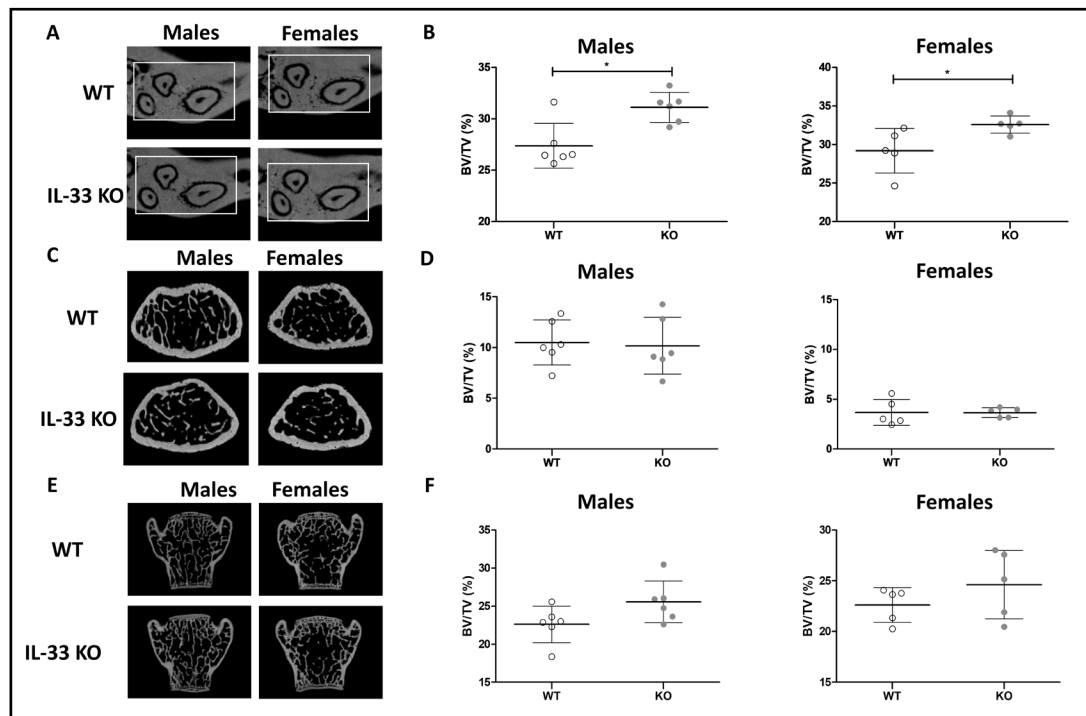 A Males Females
WT
IL-33 KO
B Males Females
* *
BV/TV (%) BV/TV (%)
35 40
30 35
25 30
20 25
20
WT KO WT KO
C Males Females
WT
IL-33 KO
D Males Females
BV/TV (%) BV/TV (%)
15 15
10 10
5 5
0 0
WT KO WT KO
E Males Females
WT
IL-33 KO
F Males Females
BV/TV (%) BV/TV (%)
35 30
30 25
25 20
20 15
15
WT KO WT KO